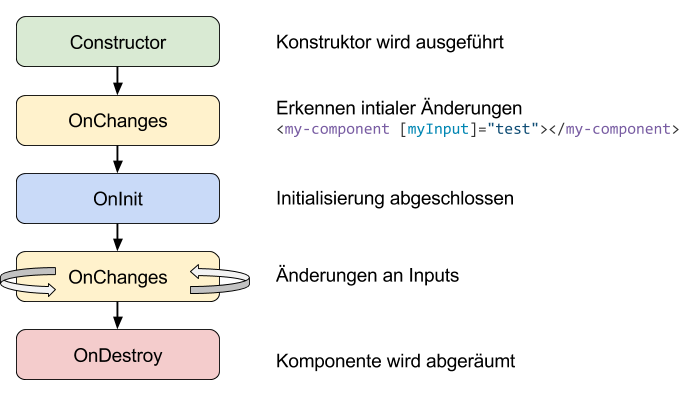 Constructor
Konstruktor wird ausgeführt
OnChanges
Erkennen intialer Änderungen
<my-component [myInput]="test"></my-component>
OnInit
Initialisierung abgeschlossen
OnChanges
Änderungen an Inputs
OnDestroy
Komponente wird abgeräumt